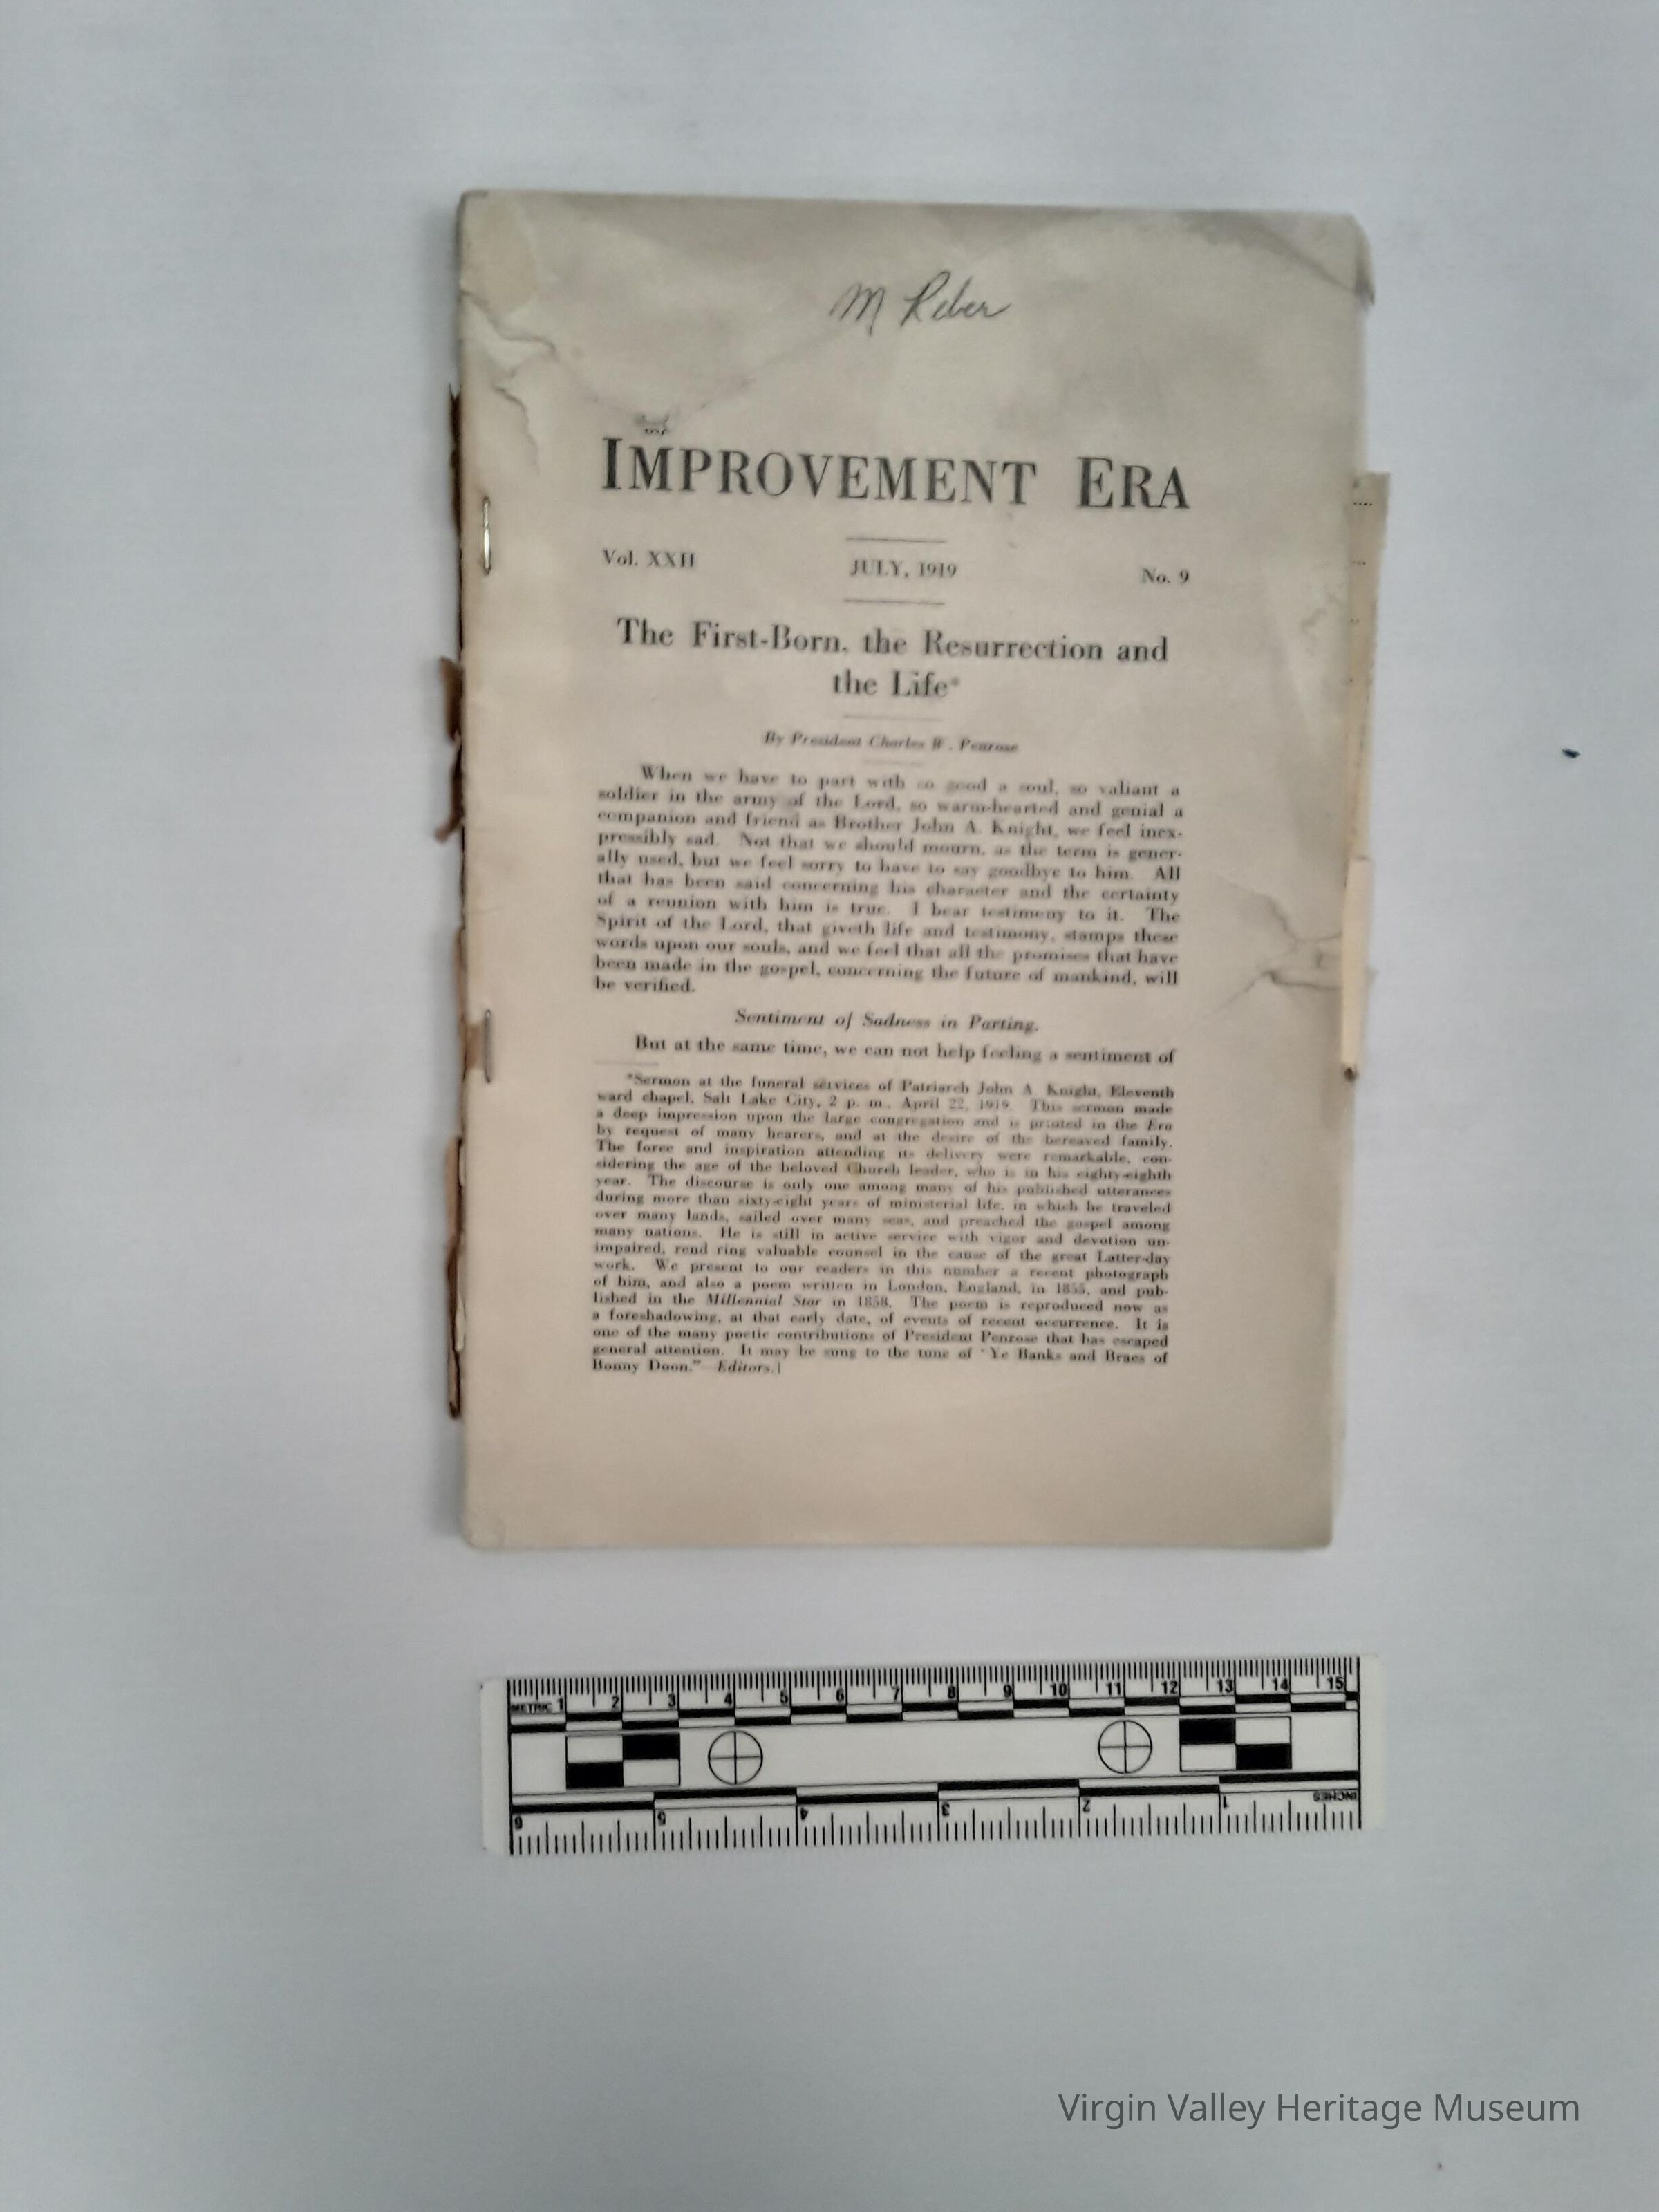 M Reber
IMPROVEMENT ERA
Vol. XXII JULY, 1919 No. 9
The First-Born, the Resurrection and
the Life*
By President Charles W. Penrose
When we have to part with so good a soul, so valiant a
soldier in the army of the Lord, so warm-hearted and genial a
companion and friend as Brother John A. Knight, we feel inex-
pressibly sad. Not that we should mourn, as the term is gener-
ally used, but we feel sorry to have to say goodbye to him. All
that has been said concerning his character and the certainty
of a reunion with him is true. I bear testimony to it. The
Spirit of the Lord, that giveth life and testimony, stamps these
words upon our souls, and we feel that all the promises that have
been made in the gospel, concerning the future of mankind, will
be verified.
Sentiment of Sadness in Parting.
But at the same time, we can not help feeling a sentiment of
*Sermon at the funeral services of Patriarch John A. Knight, Eleventh
ward chapel, Salt Lake City, 2 p. m., April 22, 1919. This sermon made
a deep impression upon the large congregation and is printed in the Era
by request of many hearers, and at the desire of the bereaved family.
The force and inspiration attending its delivery were remarkable, con-
sidering the age of the beloved Church leader, who is in his eighty-eighth
year. The discourse is only one among many of his published utterances
during more than sixty-eight years of ministerial life, in which he traveled
over many lands, sailed over many seas, and preached the gospel among
many nations. He is still in active service with vigor and devotion un-
impaired, rend ring valuable counsel in the cause of the great Latter-day
work. We present to our readers in this number a recent photograph
of him, and also a poem written in London, England, in 1855, and pub-
lished in the Millennial Star in 1858. The poem is reproduced now as
a foreshadowing, at that early date, of events of recent occurrence. It is
one of the many poetic contributions of President Penrose that has escaped
general attention. It may be sung to the tune of "Ye Banks and Braes of
Bonny Doon."—Editors.]
METRIC 1 2 3 4 5 6 7 8 9 10 11 12 13 14 15
6 5 4 3 2 1 INCHES
Virgin Valley Heritage Museum